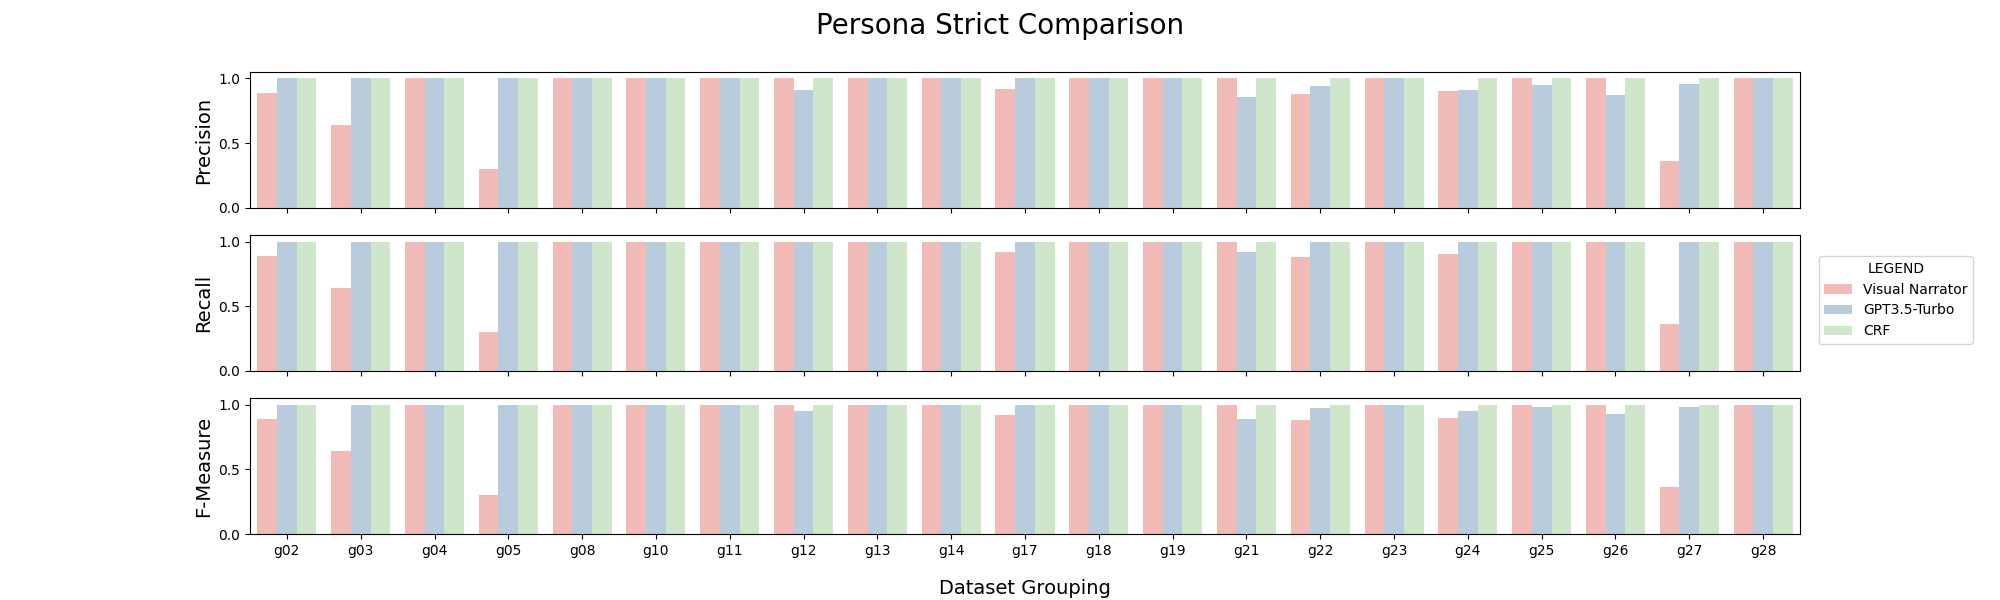 Persona Strict Comparison
Precision
1.0
0.5
0.0
Recall
1.0
0.5
0.0
F-Measure
1.0
0.5
0.0
g02 g03 g04 g05 g08 g10 g11 g12 g13 g14 g17 g18 g19 g21 g22 g23 g24 g25 g26 g27 g28
Dataset Grouping
LEGEND
Visual Narrator
GPT3.5-Turbo
CRF